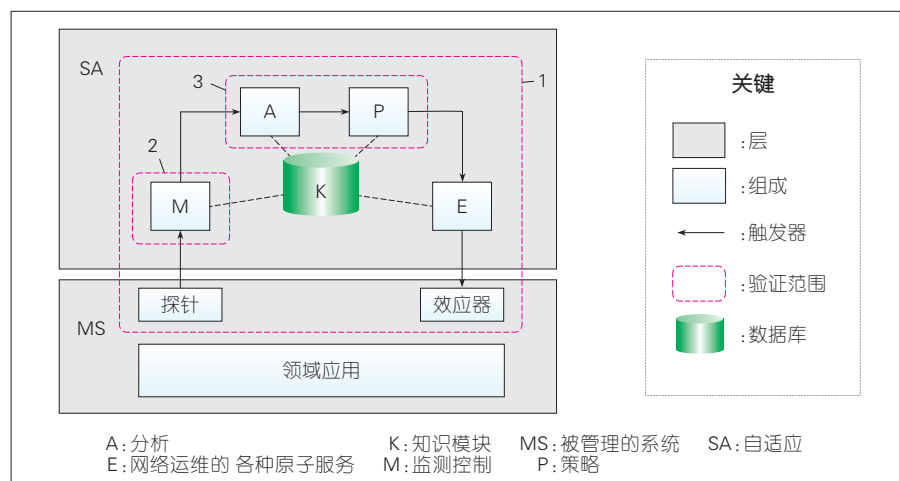 SA
3
1
A
P
2
K
M
E
探针
效应器
MS
领域应用
关键
:层
:组成
:触发器
:验证范围
:数据库
A:分析 K:知识模块 MS:被管理的系统 SA:自适应
E:网络运维的 各种原子服务 M:监测控制 P:策略